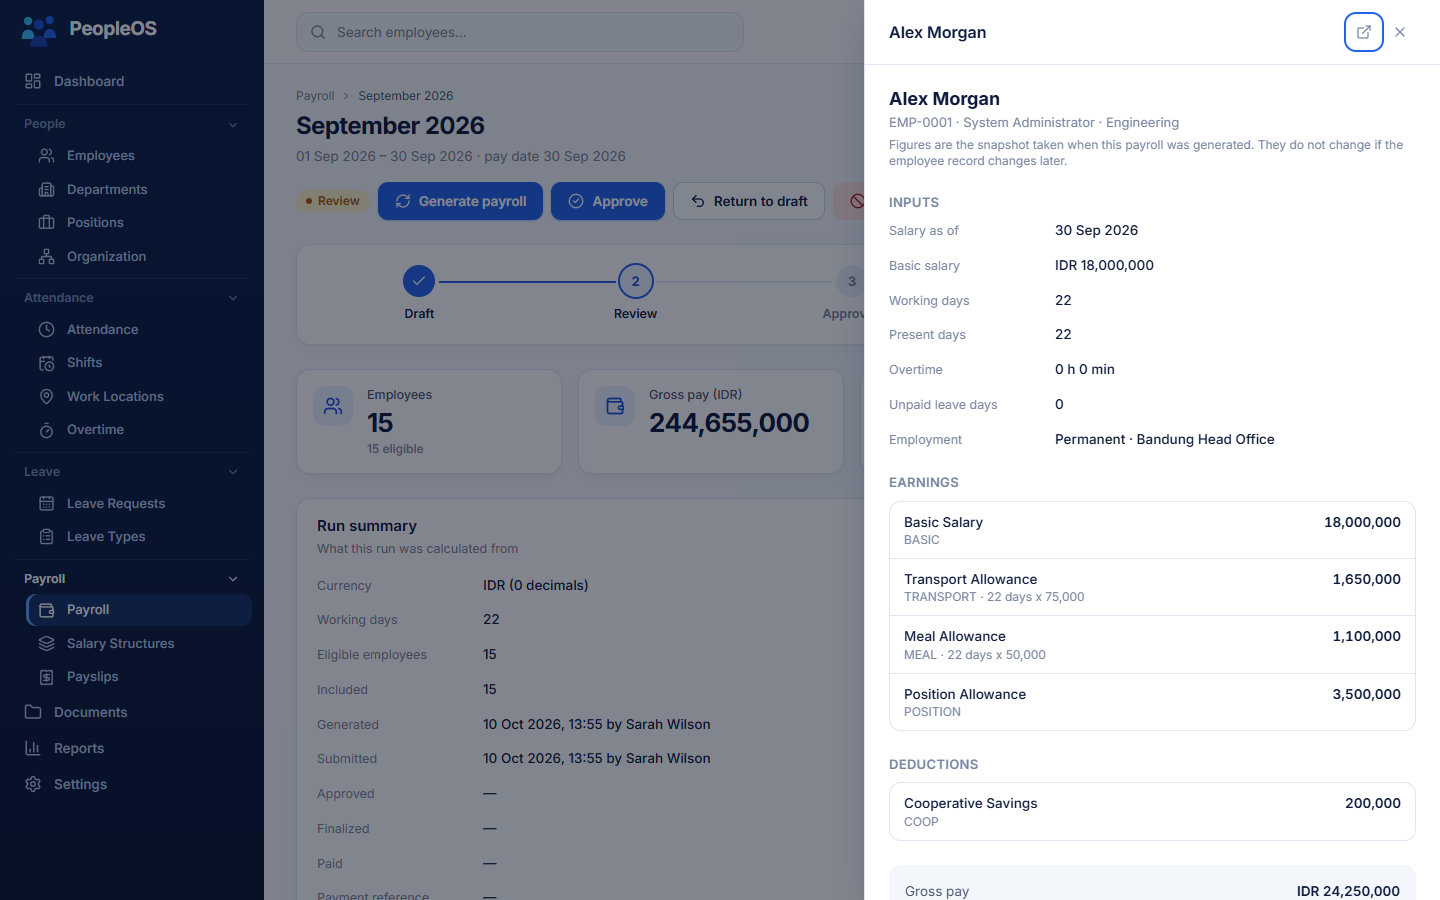 PeopleOS
Dashboard
People
Employees
Departments
Positions
Organization
Attendance
Attendance
Shifts
Work Locations
Overtime
Leave
Leave Requests
Leave Types
Payroll
Payroll
Salary Structures
Payslips
Documents
Reports
Settings
Search employees...
Payroll > September 2026
September 2026
01 Sep 2026 – 30 Sep 2026 · pay date 30 Sep 2026
Review
Generate payroll
Approve
Return to draft
2
3
Draft
Review
Approv
Employees
15
15 eligible
Gross pay (IDR)
244,655,000
Run summary
What this run was calculated from
Currency IDR (0 decimals)
Working days 22
Eligible employees 15
Included 15
Generated 10 Oct 2026, 13:55 by Sarah Wilson
Submitted 10 Oct 2026, 13:55 by Sarah Wilson
Approved —
Finalized —
Paid —
Payment reference —
Alex Morgan
Alex Morgan
EMP-0001 · System Administrator · Engineering
Figures are the snapshot taken when this payroll was generated. They do not change if the
employee record changes later.
INPUTS
Salary as of 30 Sep 2026
Basic salary IDR 18,000,000
Working days 22
Present days 22
Overtime 0 h 0 min
Unpaid leave days 0
Employment Permanent · Bandung Head Office
EARNINGS
Basic Salary 18,000,000
BASIC
Transport Allowance 1,650,000
TRANSPORT · 22 days x 75,000
Meal Allowance 1,100,000
MEAL · 22 days x 50,000
Position Allowance 3,500,000
POSITION
DEDUCTIONS
Cooperative Savings 200,000
COOP
Gross pay IDR 24,250,000